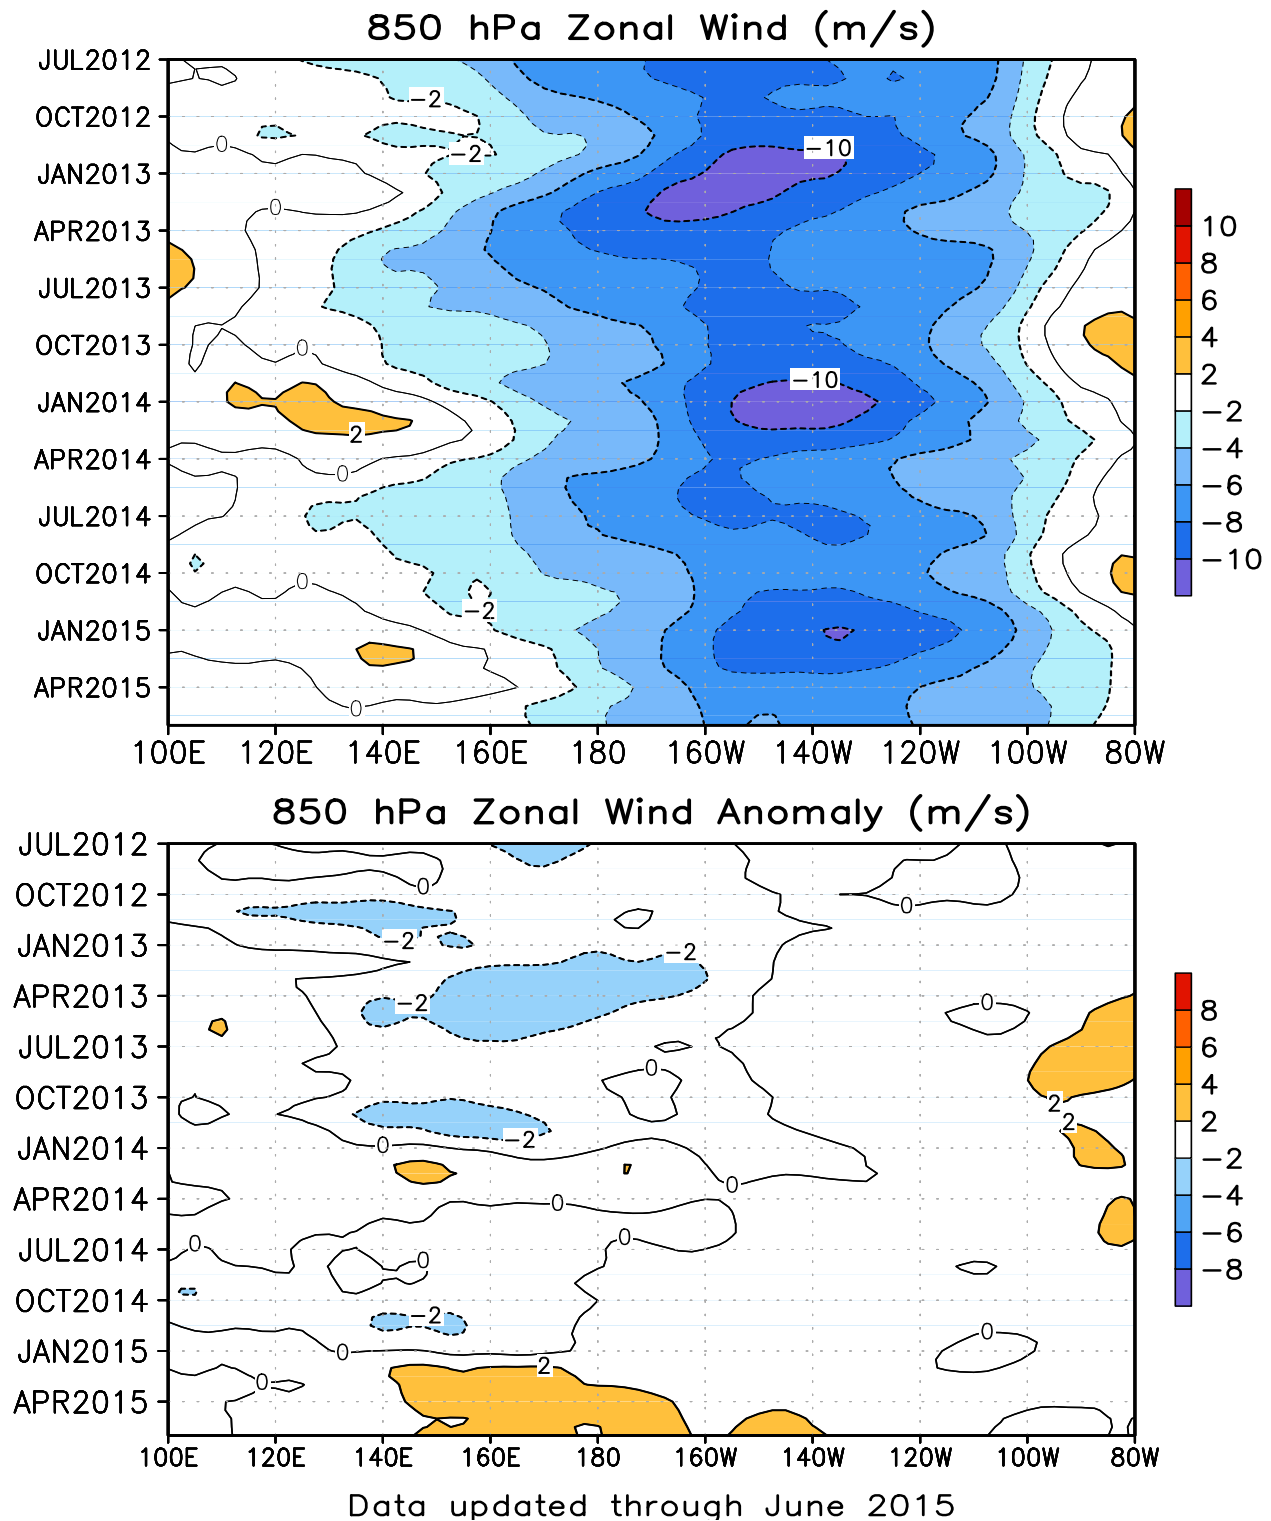 850 hPa Zonal Wind (m/s)
JUL2012
OCT2012
JAN2013
APR2013
JUL2013
OCT2013
JAN2014
APR2014
JUL2014
OCT2014
JAN2015
APR2015
-2
0
-2
-10
0
0
-10
2
0
0
-2
0
100E 120E 140E 160E 180 160W 140W 120W 100W 80W
10
8
6
4
2
-2
-4
-6
-8
-10
850 hPa Zonal Wind Anomaly (m/s)
JUL2012
OCT2012
JAN2013
APR2013
JUL2013
OCT2013
JAN2014
APR2014
JUL2014
OCT2014
JAN2015
APR2015
0
0
-2
-2
-2
0
0
2
2
-2
0
0
0
0
0
0
-2
0
0
2
0
100E 120E 140E 160E 180 160W 140W 120W 100W 80W
8
6
4
2
-2
-4
-6
-8
Data updated through June 2015